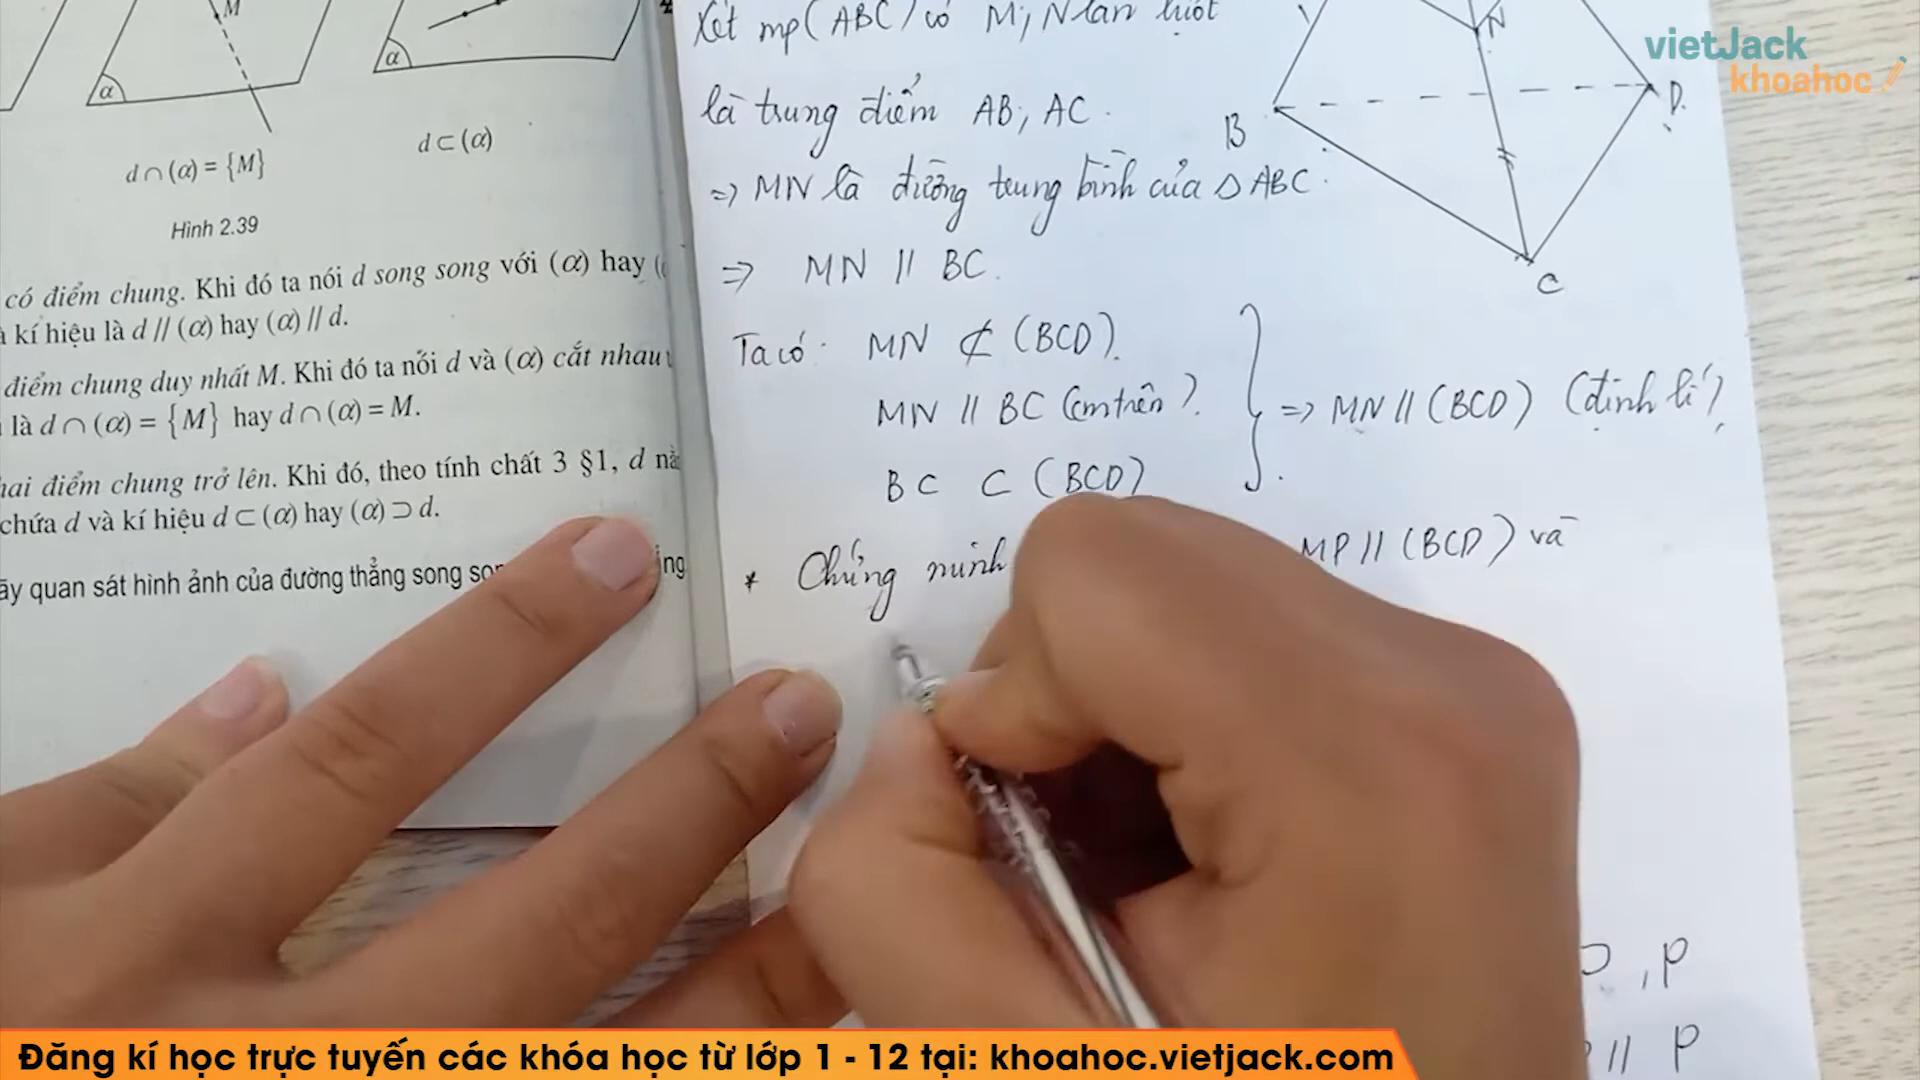 M
α
α
d ∩ (α) = {M}
d ⊂ (α)
Hình 2.39
có điểm chung. Khi đó ta nói d song song với (α) hay
kí hiệu là d // (α) hay (α) // d.
điểm chung duy nhất M. Khi đó ta nói d và (α) cắt nhau
là d ∩ (α) = {M} hay d ∩ (α) = M.
hai điểm chung trở lên. Khi đó, theo tính chất 3 §1, d
chứa d và kí hiệu d ⊂ (α) hay (α) ⊃ d.
quan sát hình ảnh của đường thẳng song
Xét mp(ABC) có M, N lần lượt
là trung điểm AB, AC.
=> MN là đường trung bình của Δ ABC.
=> MN // BC.
Ta có: MN ⊄ (BCD).
MN // BC (cm trên).
BC ⊂ (BCD)
=> MN // (BCD) (định lí)
* Chứng minh MP // (BCD) và
N
B
D.
C
, P
// P
vietJack
khoahoc
Đăng kí học trực tuyến các khóa học từ lớp 1 - 12 tại: khoahoc.vietjack.com